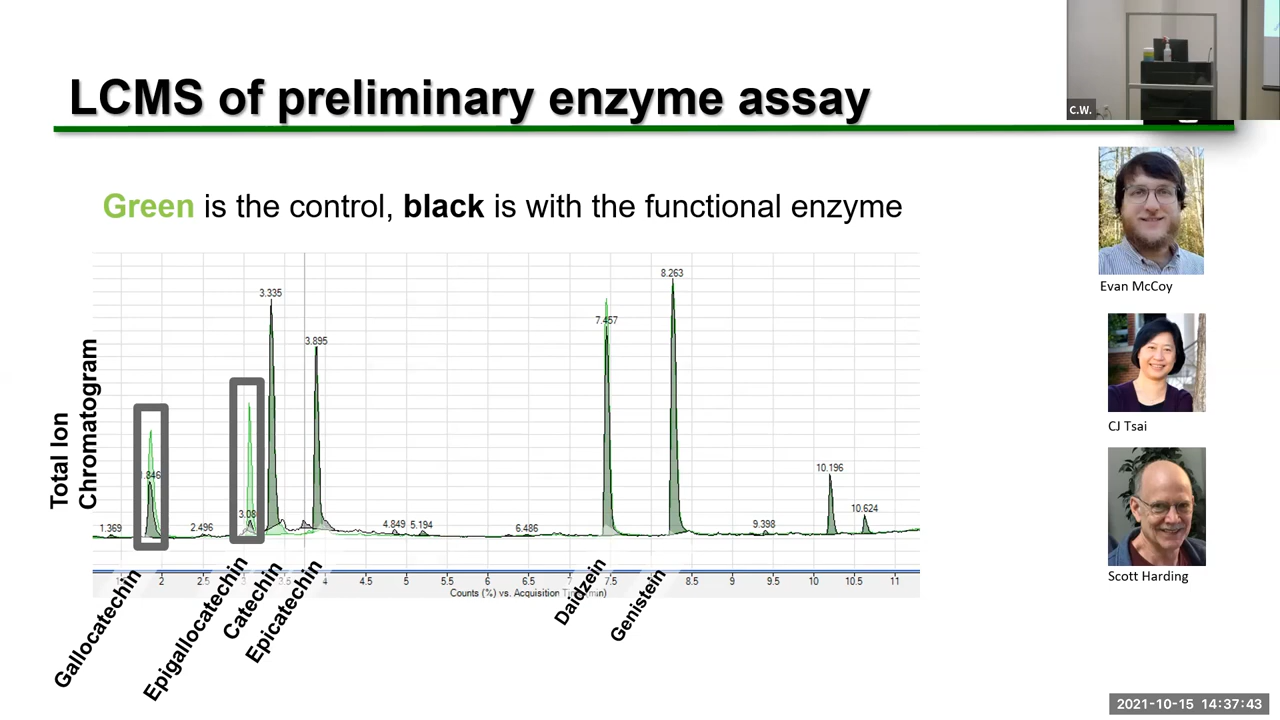 LCMS of preliminary enzyme assay
C.W.
Green is the control, black is with the functional enzyme
Evan McCoy
CJ Tsai
Scott Harding
Total Ion
Chromatogram
8.263
3.335
7.457
3.895
1.846
10.196
3.08
10.624
1.369
2.496
4.849
5.194
6.486
9.398
2 2.5 3 3.5 4 4.5 5 5.5 6 6.5 7 7.5 8.5 9 9.5 10 10.5 11
Counts (%) vs. Acquisition Time (min)
Gallocatechin
Epigallocatechin
Catechin
Epicatechin
Daidzein
Genistein
2021-10-15 14:37:43